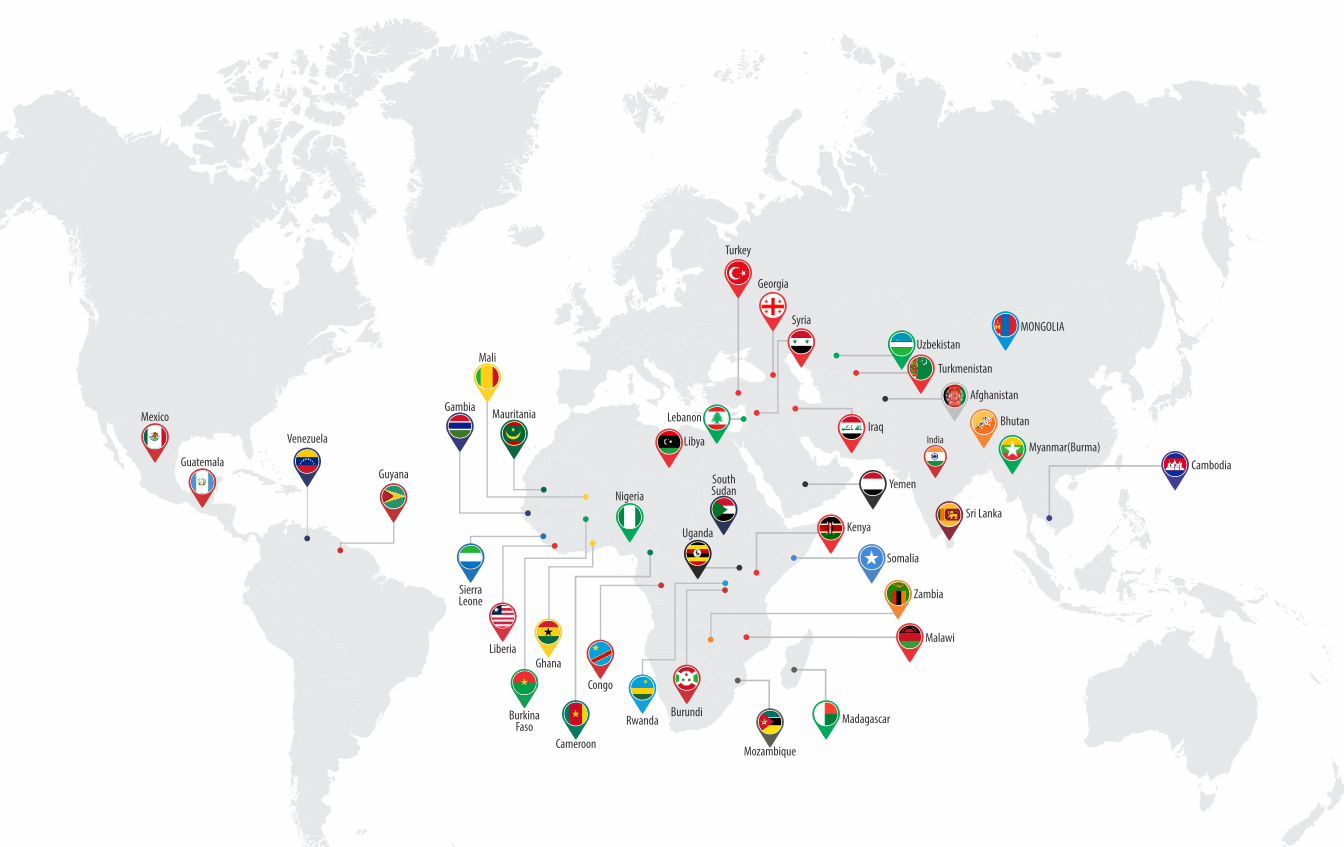 Turkey
Georgia
Syria
MONGOLIA
Uzbekistan
Mali
Turkmenistan
Afghanistan
Gambia
Mauritania
Mexico
Lebanon
Bhutan
Iraq
Venezuela
Libya
India
Myanmar(Burma)
Guatemala
Cambodia
Guyana
South
Sudan
Yemen
Nigeria
Sri Lanka
Kenya
Uganda
Somalia
Sierra
Leone
Zambia
Malawi
Liberia
Ghana
Congo
Burkina
Faso
Rwanda
Burundi
Madagascar
Cameroon
Mozambique